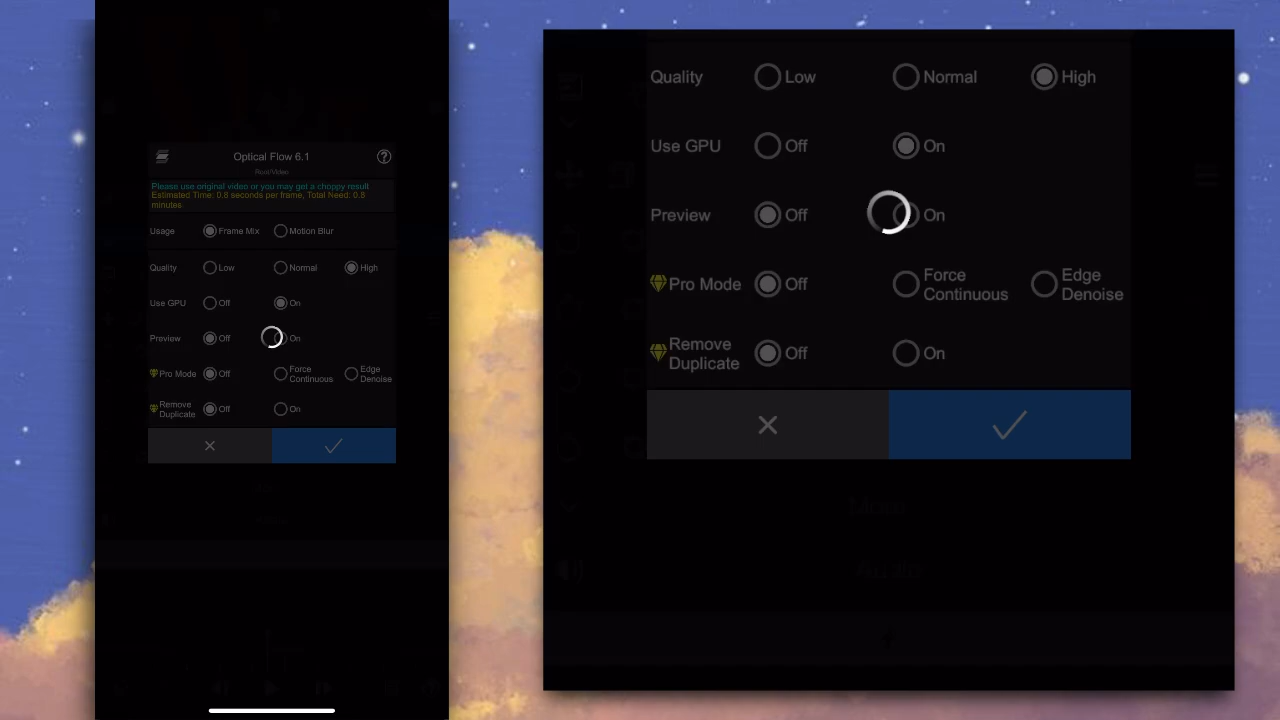 Optical Flow 6.1
Rust/Video
Please use original video or you may get a choppy result
Estimated Time: 0.8 seconds per frame, Total Need: 0.8
minutes
Usage Frame Mix Motion Blur
Quality Low Normal High
Use GPU Off On
Preview Off On
Pro Mode Off Force Continuous Edge Denoise
Remove Duplicate Off On
Quality Low Normal High
Use GPU Off On
Preview Off On
Pro Mode Off Force Continuous Edge Denoise
Remove Duplicate Off On
Audio